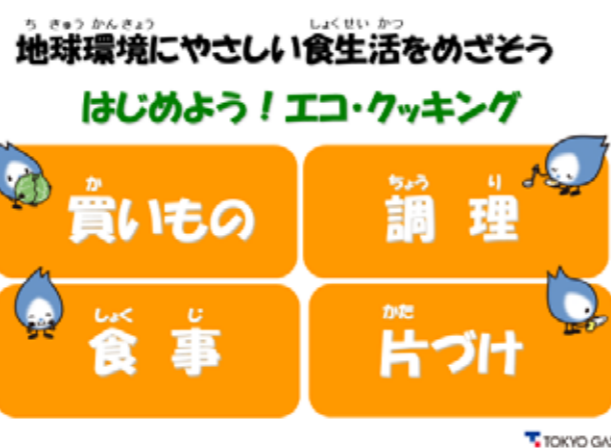 ち きゅう かんきょう しょくせい かつ
地球環境にやさしい食生活をめざそう
はじめよう！エコ・クッキング
か
買いもの
ちょう り
調 理
しょく じ
食 事
かた
片づけ
TOKYO GA